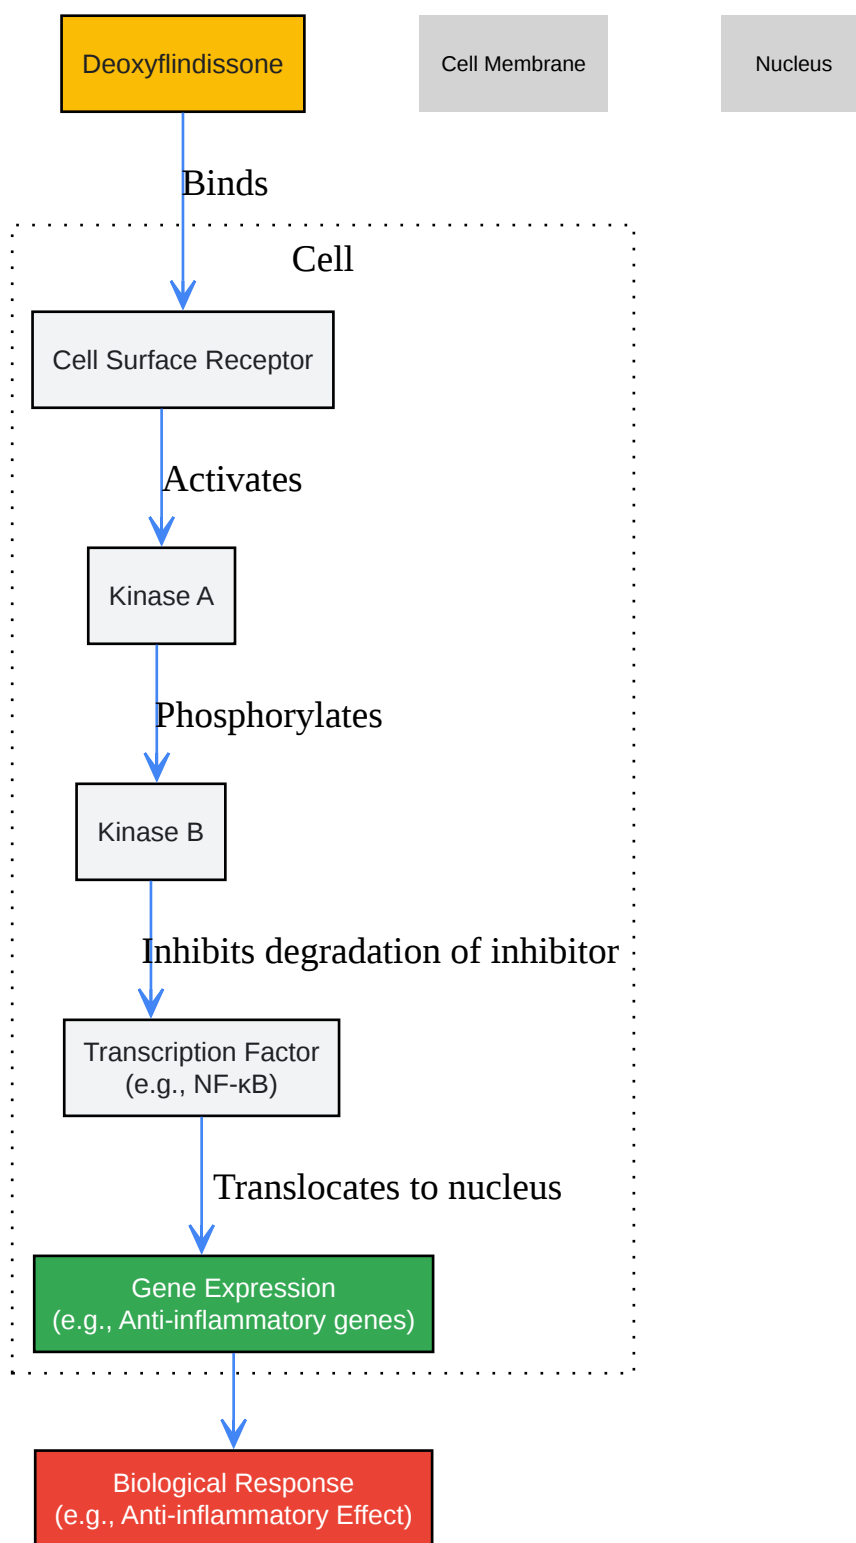 Deoxyflindissone
Cell Membrane
Nucleus
Binds
Cell
Cell Surface Receptor
Activates
Kinase A
Phosphorylates
Kinase B
Inhibits degradation of inhibitor
Transcription Factor
(e.g., NF-κB)
Translocates to nucleus
Gene Expression
(e.g., Anti-inflammatory genes)
Biological Response
(e.g., Anti-inflammatory Effect)